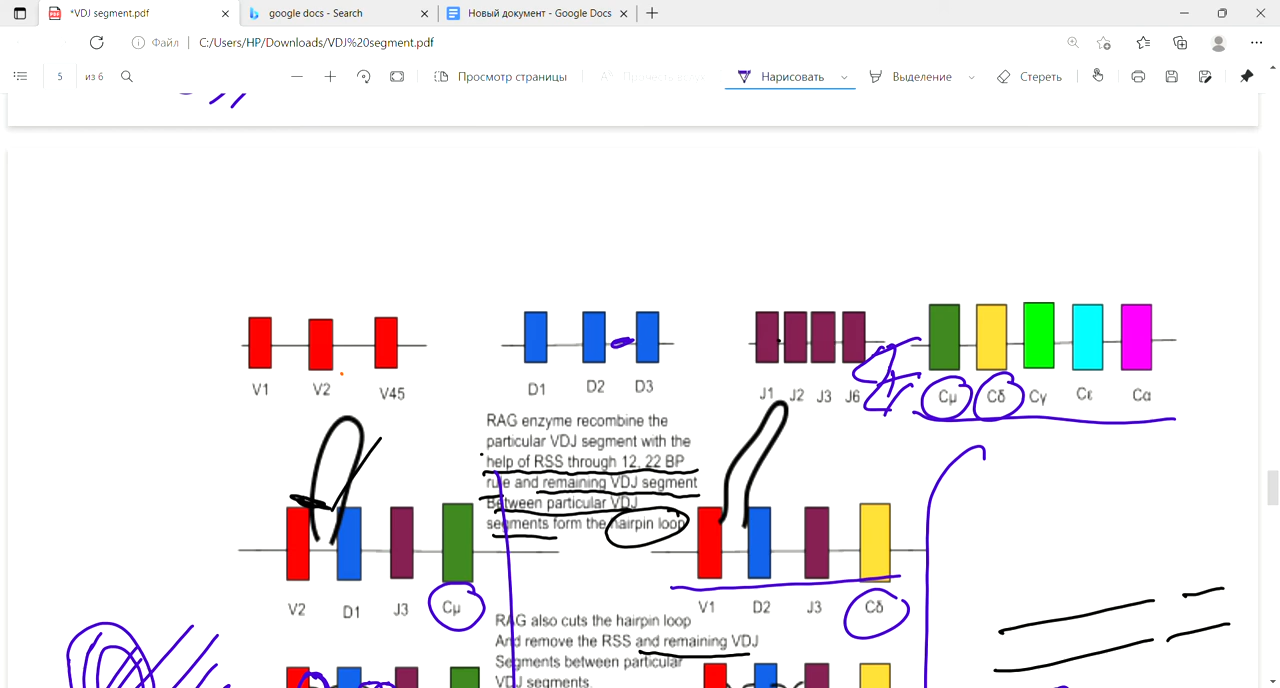 *VDJ segment.pdf
google docs - Search
Новый документ - Google Docs
Файл
C:/Users/HP/Downloads/VDJ%20segment.pdf
5
из 6
Просмотр страницы
Прочесть вслух
Нарисовать
Выделение
Стереть
V1
V2
V45
D1
D2
D3
J1
J2
J3
J6
Cμ
Cδ
Cγ
Cε
Cα
RAG enzyme recombine the
particular VDJ segment with the
help of RSS through 12, 22 BP
rule and remaining VDJ segment
Between particular VDJ
segments form the hairpin loop
V2
D1
J3
Cμ
V1
D2
J3
Cδ
RAG also cuts the hairpin loop
And remove the RSS and remaining VDJ
Segments between particular
VDJ segments.